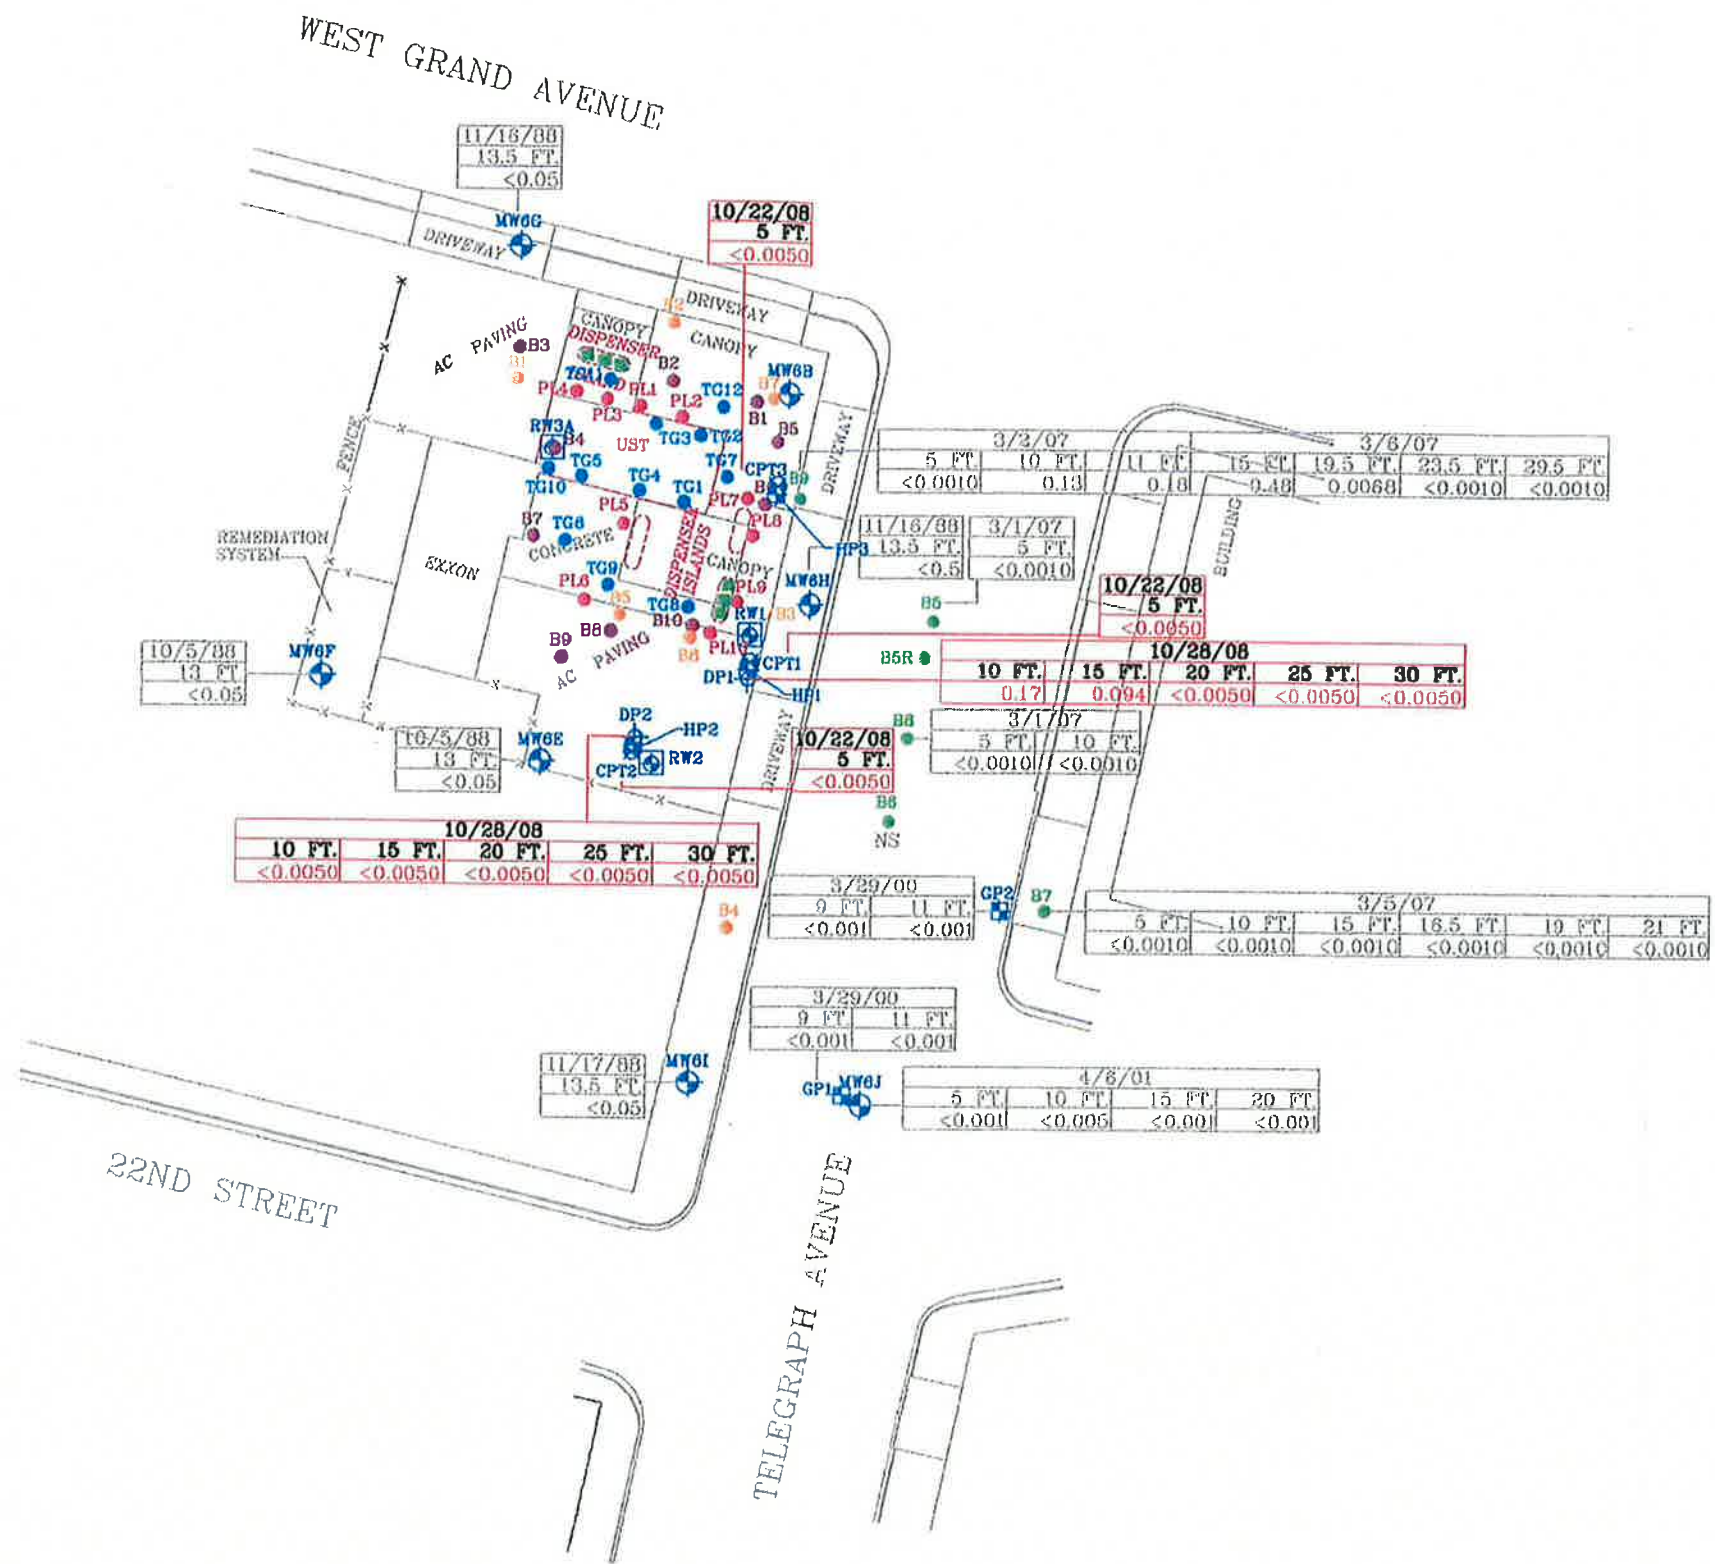 WEST GRAND AVENUE
11/16/88
13.5 FT.
<0.05
MW6G
DRIVEWAY
10/22/08
5 FT.
<0.0050
B2
DRIVEWAY
CANOPY
CANOPY
DISPENSER
AC PAVING
B3
B1
B2
PL4
PL3
PL1
PL2
TG12
B7
MW6B
B1
B5
DRIVEWAY
FENCE
RW3A
B4
UST
TG3
TG2
TG7
TG5
TG4
TG10
TG1
CPT3
B9
PL7
PL8
PL5
B7
TG6
CONCRETE
HP3
3/2/07 3/6/07
5 FT. 10 FT. 11 FT. 15 FT. 19.5 FT. 23.5 FT. 29.5 FT.
<0.0010 0.13 0.18 0.48 0.0068 <0.0010 <0.0010
BUILDING
11/16/88
13.5 FT.
<0.5
3/1/07
5 FT.
<0.0010
REMEDIATION
SYSTEM
EXXON
DISPENSER
ISLANDS
CANOPY
MW6H
B5
10/22/08
5 FT.
<0.0050
TG9
PL6
B5
TG8
PL9
RW1
B3
B9
B8
B10
B6
PL10
AC PAVING
CPT1
DP1
HP1
B5R
10/28/08
10 FT. 15 FT. 20 FT. 25 FT. 30 FT.
0.17 0.094 <0.0050 <0.0050 <0.0050
10/5/88
13 FT
<0.05
MW6F
10/5/88
13 FT.
<0.05
MW6E
DP2
HP2
CPT2
RW2
DRIVEWAY
10/22/08
5 FT.
<0.0050
B8
3/1/07
5 FT. 10 FT.
<0.0010 <0.0010
B6
NS
10/28/08
10 FT. 15 FT. 20 FT. 25 FT. 30 FT.
<0.0050 <0.0050 <0.0050 <0.0050 <0.0050
B4
3/29/00
9 FT. 11 FT.
<0.001 <0.001
GP2
B7
3/5/07
5 FT. 10 FT. 15 FT. 16.5 FT. 19 FT. 21 FT.
<0.0010 <0.0010 <0.0010 <0.0010 <0.0010 <0.0010
3/29/00
9 FT. 11 FT.
<0.001 <0.001
11/17/88
13.5 FT.
<0.05
MW6I
GP1
MW6J
4/6/01
5 FT. 10 FT. 15 FT. 20 FT.
<0.001 <0.005 <0.001 <0.001
22ND STREET
TELEGRAPH AVENUE